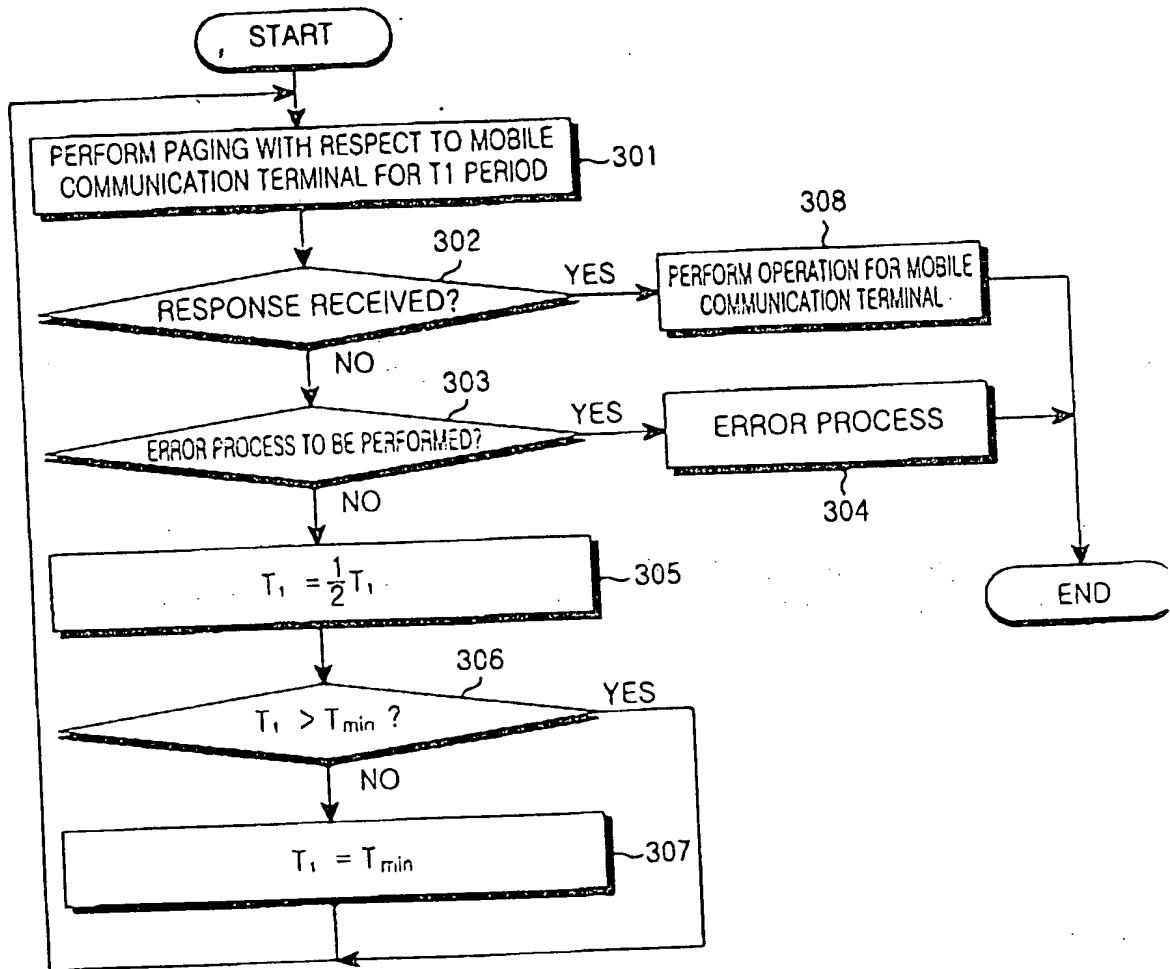 START
PERFORM PAGING WITH RESPECT TO MOBILE
COMMUNICATION TERMINAL FOR T1 PERIOD
301
302
RESPONSE RECEIVED?
YES
NO
308
PERFORM OPERATION FOR MOBILE
COMMUNICATION TERMINAL
303
ERROR PROCESS TO BE PERFORMED?
YES
NO
ERROR PROCESS
304
T₁ = 1/2 T₁
305
END
306
T₁ > Tmin ?
YES
NO
T₁ = Tmin
307